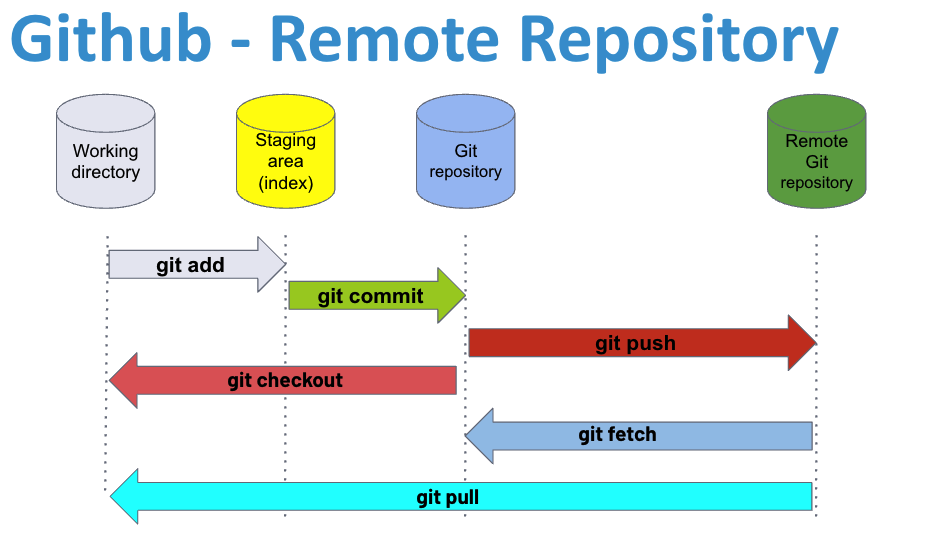 Github - Remote Repository
Working
directory
Staging
area
(index)
Git
repository
Remote
Git
repository
git add
git commit
git push
git checkout
git fetch
git pull